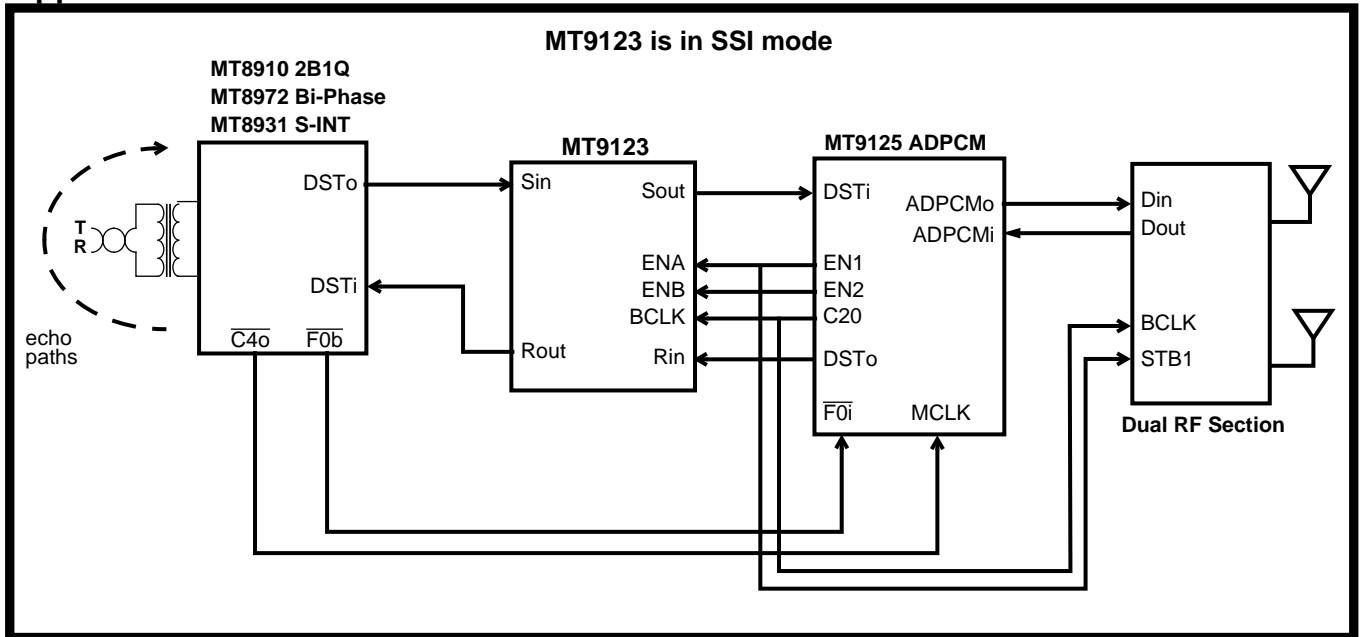 MT9123 is in SSI mode
MT8910 2B1Q
MT8972 Bi-Phase
MT8931 S-INT
DSTo
DSTi
C4o
F0b
T
R
echo
paths
MT9123
Sin
Sout
ENA
ENB
BCLK
Rin
Rout
MT9125 ADPCM
DSTi
ADPCMo
ADPCMi
EN1
EN2
C20
DSTo
F0i
MCLK
Din
Dout
BCLK
STB1
Dual RF Section